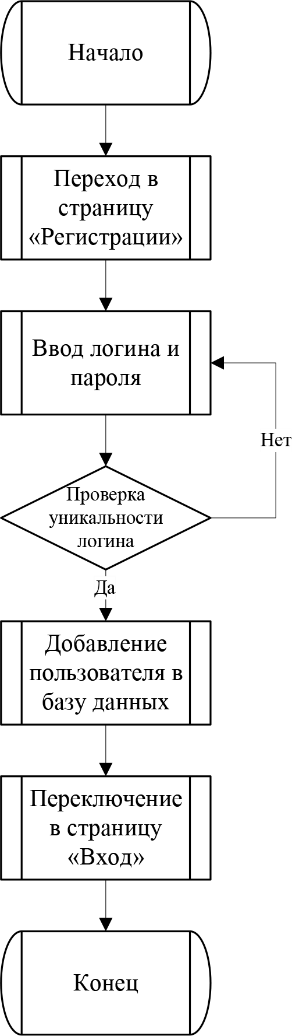 Начало
Переход в
страницу
«Регистрации»
Ввод логина и
пароля
Нет
Проверка
уникальности
логина
Да
Добавление
пользователя в
базу данных
Переключение
в страницу
«Вход»
Конец